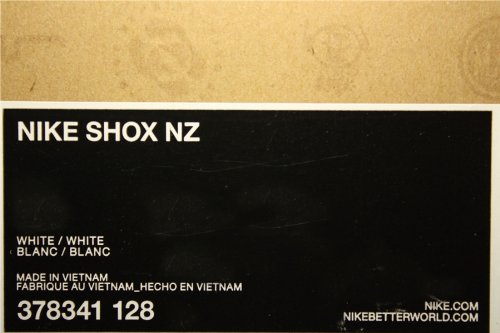 NIKE SHOX NZ
WHITE / WHITE
BLANC / BLANC
MADE IN VIETNAM
FABRIQUE AU VIETNAM_HECHO EN VIETNAM
378341 128
NIKE.COM
NIKEBETTERWORLD.COM